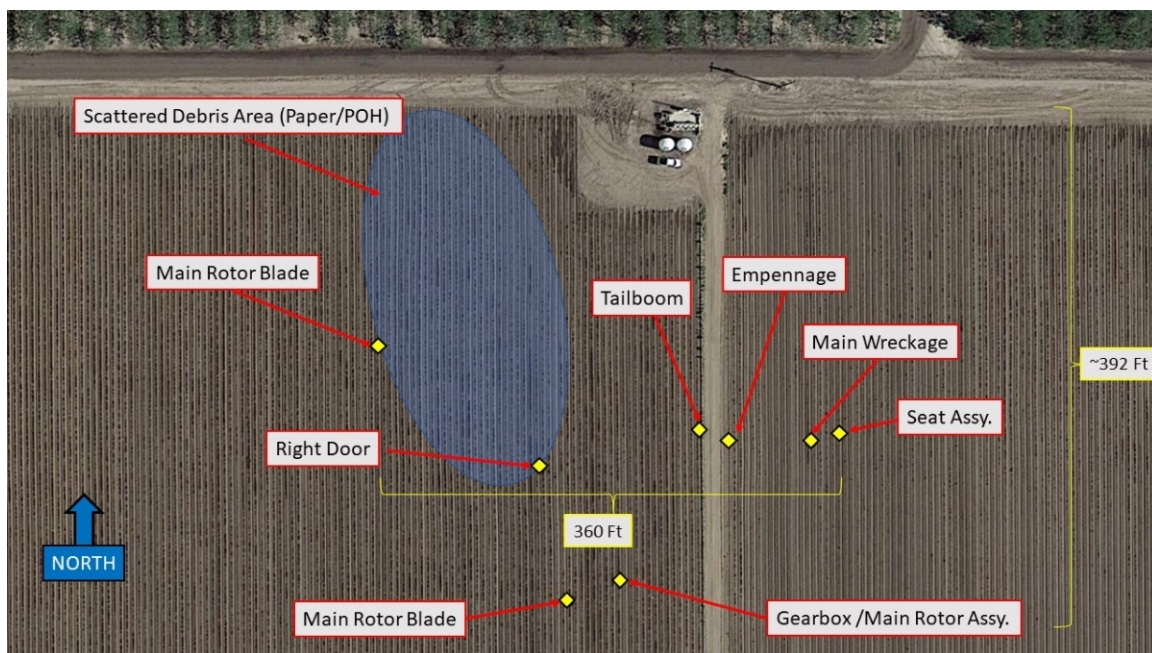 Scattered Debris Area (Paper/POH)
Main Rotor Blade
Empennage
Tailboom
Main Wreckage
~392 Ft
Seat Assy.
Right Door
360 Ft
NORTH
Main Rotor Blade
Gearbox /Main Rotor Assy.